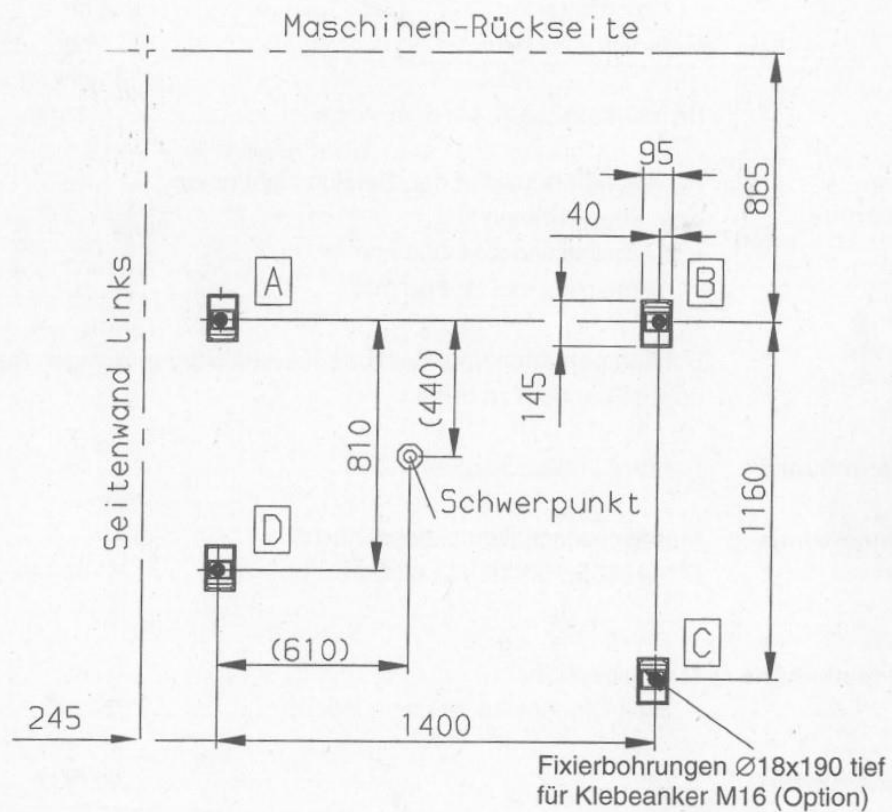 Maschinen-Rückseite
95
865
40
A
B
Seitenwand links
145
(440)
810
Schwerpunkt
1160
D
C
(610)
245
1400
Fixierbohrungen Ø18x190 tief
für Klebeanker M16 (Option)